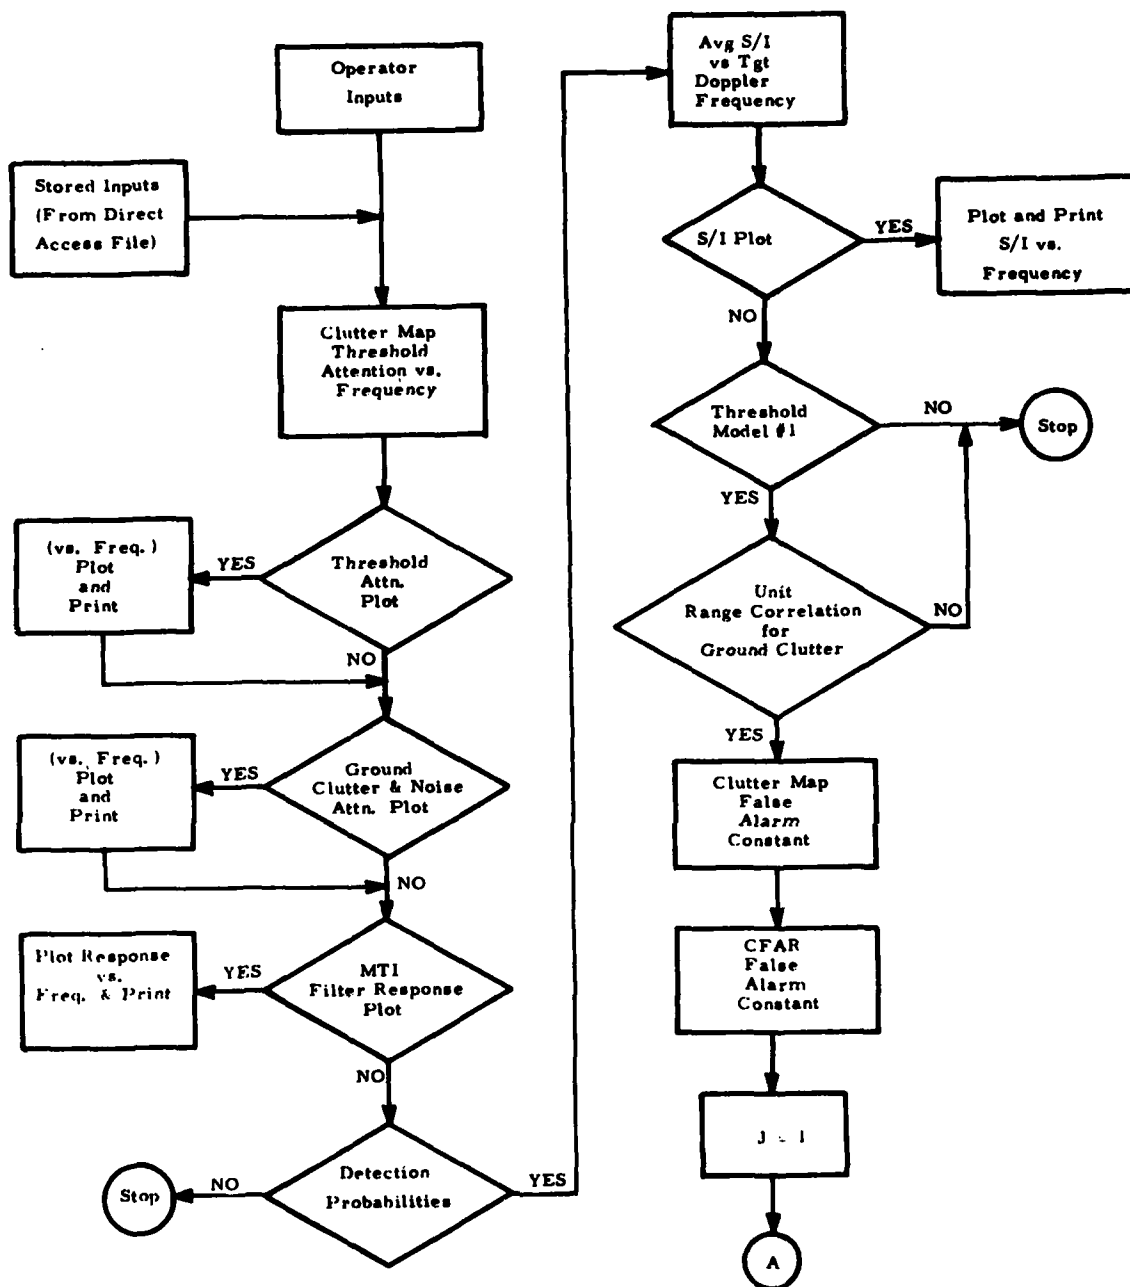 Operator
Inputs
Stored Inputs
(From Direct
Access File)
Clutter Map
Threshold
Attention vs.
Frequency
Threshold
Attn.
Plot
YES
(vs. Freq.)
Plot
and
Print
NO
Ground
Clutter & Noise
Attn. Plot
YES
(vs. Freq.)
Plot
and
Print
NO
MTI
Filter Response
Plot
YES
Plot Response
vs.
Freq. & Print
NO
Detection
Probabilities
NO
Stop
YES
Avg S/I
vs Tgt
Doppler
Frequency
S/I Plot
YES
Plot and Print
S/I vs.
Frequency
NO
Threshold
Model #1
NO
Stop
YES
Unit
Range Correlation
for
Ground Clutter
NO
YES
Clutter Map
False
Alarm
Constant
CFAR
False
Alarm
Constant
J = 1
A